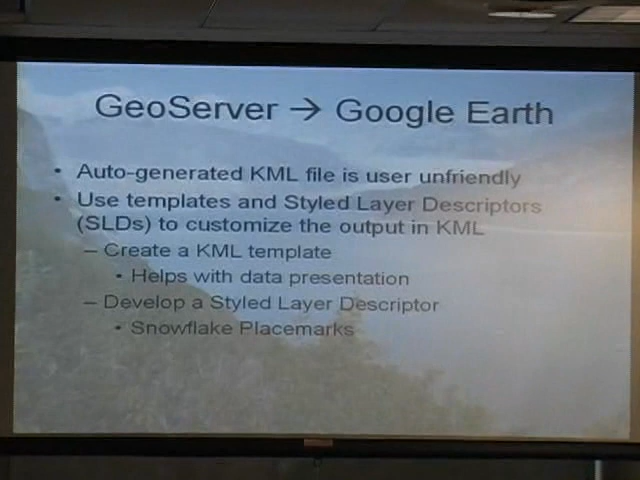 GeoServer → Google Earth
• Auto-generated KML file is user unfriendly
• Use templates and Styled Layer Descriptors
(SLDs) to customize the output in KML
– Create a KML template
• Helps with data presentation
– Develop a Styled Layer Descriptor
• Snowflake Placemarks